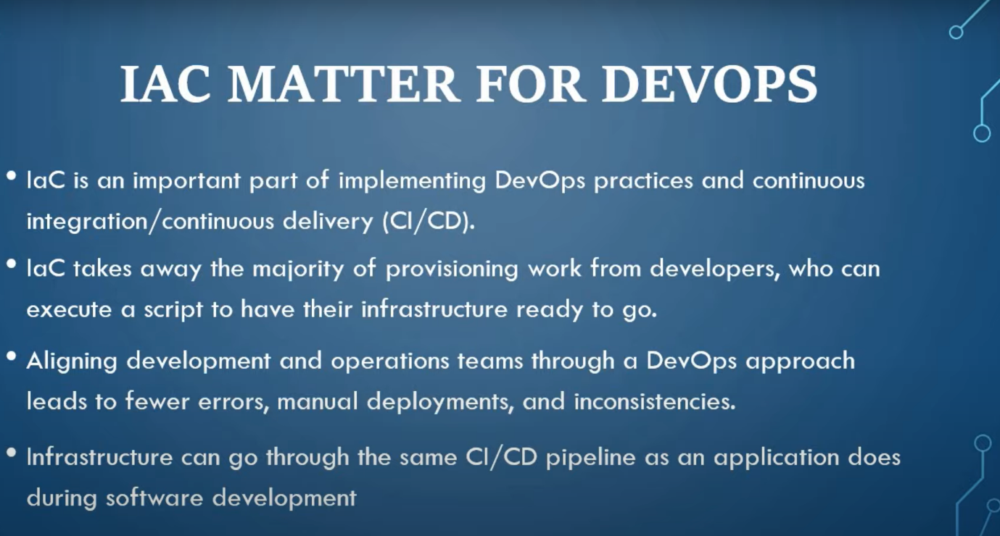 IAC MATTER FOR DEVOPS
• IaC is an important part of implementing DevOps practices and continuous
integration/continuous delivery (CI/CD).
• IaC takes away the majority of provisioning work from developers, who can
execute a script to have their infrastructure ready to go.
• Aligning development and operations teams through a DevOps approach
leads to fewer errors, manual deployments, and inconsistencies.
• Infrastructure can go through the same CI/CD pipeline as an application does
during software development